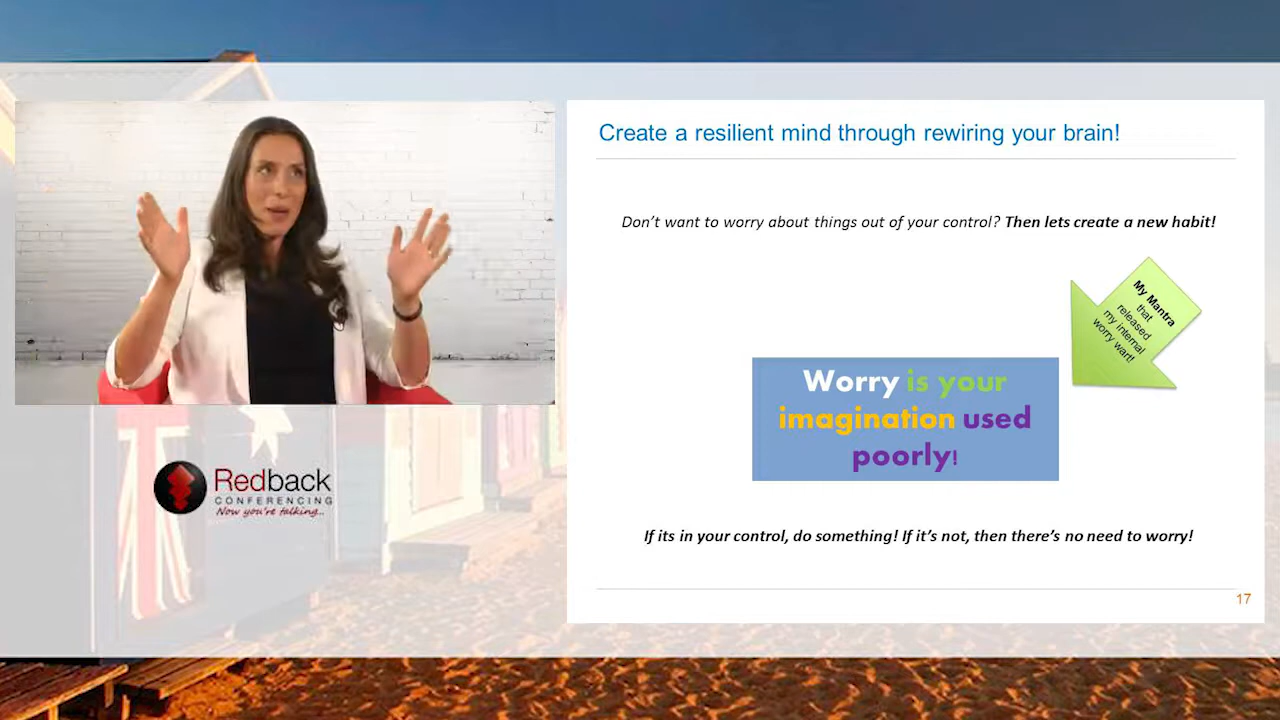 Create a resilient mind through rewiring your brain!
Don't want to worry about things out of your control? Then lets create a new habit!
My Mantra
that
released
my internal
worry wart!
Worry is your
imagination used
poorly!
If its in your control, do something! If it's not, then there's no need to worry!
17
Redback
CONFERENCING
Now you're talking..